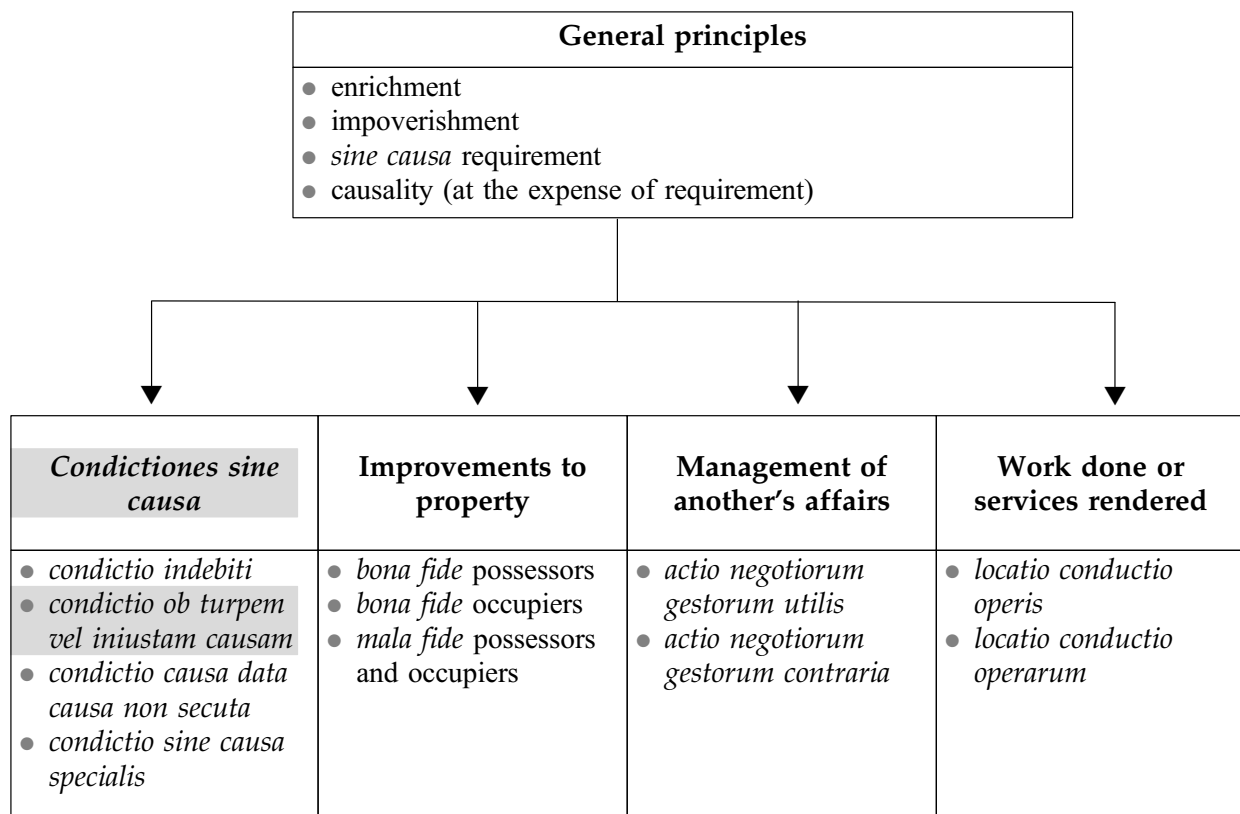 General principles
● enrichment
● impoverishment
● sine causa requirement
● causality (at the expense of requirement)
Condictiones sine
causa
● condictio indebiti
● condictio ob turpem
vel iniustam causam
● condictio causa data
causa non secuta
● condictio sine causa
specialis
Improvements to
property
● bona fide possessors
● bona fide occupiers
● mala fide possessors
and occupiers
Management of
another's affairs
● actio negotiorum
gestorum utilis
● actio negotiorum
gestorum contraria
Work done or
services rendered
● locatio conductio
operis
● locatio conductio
operarum